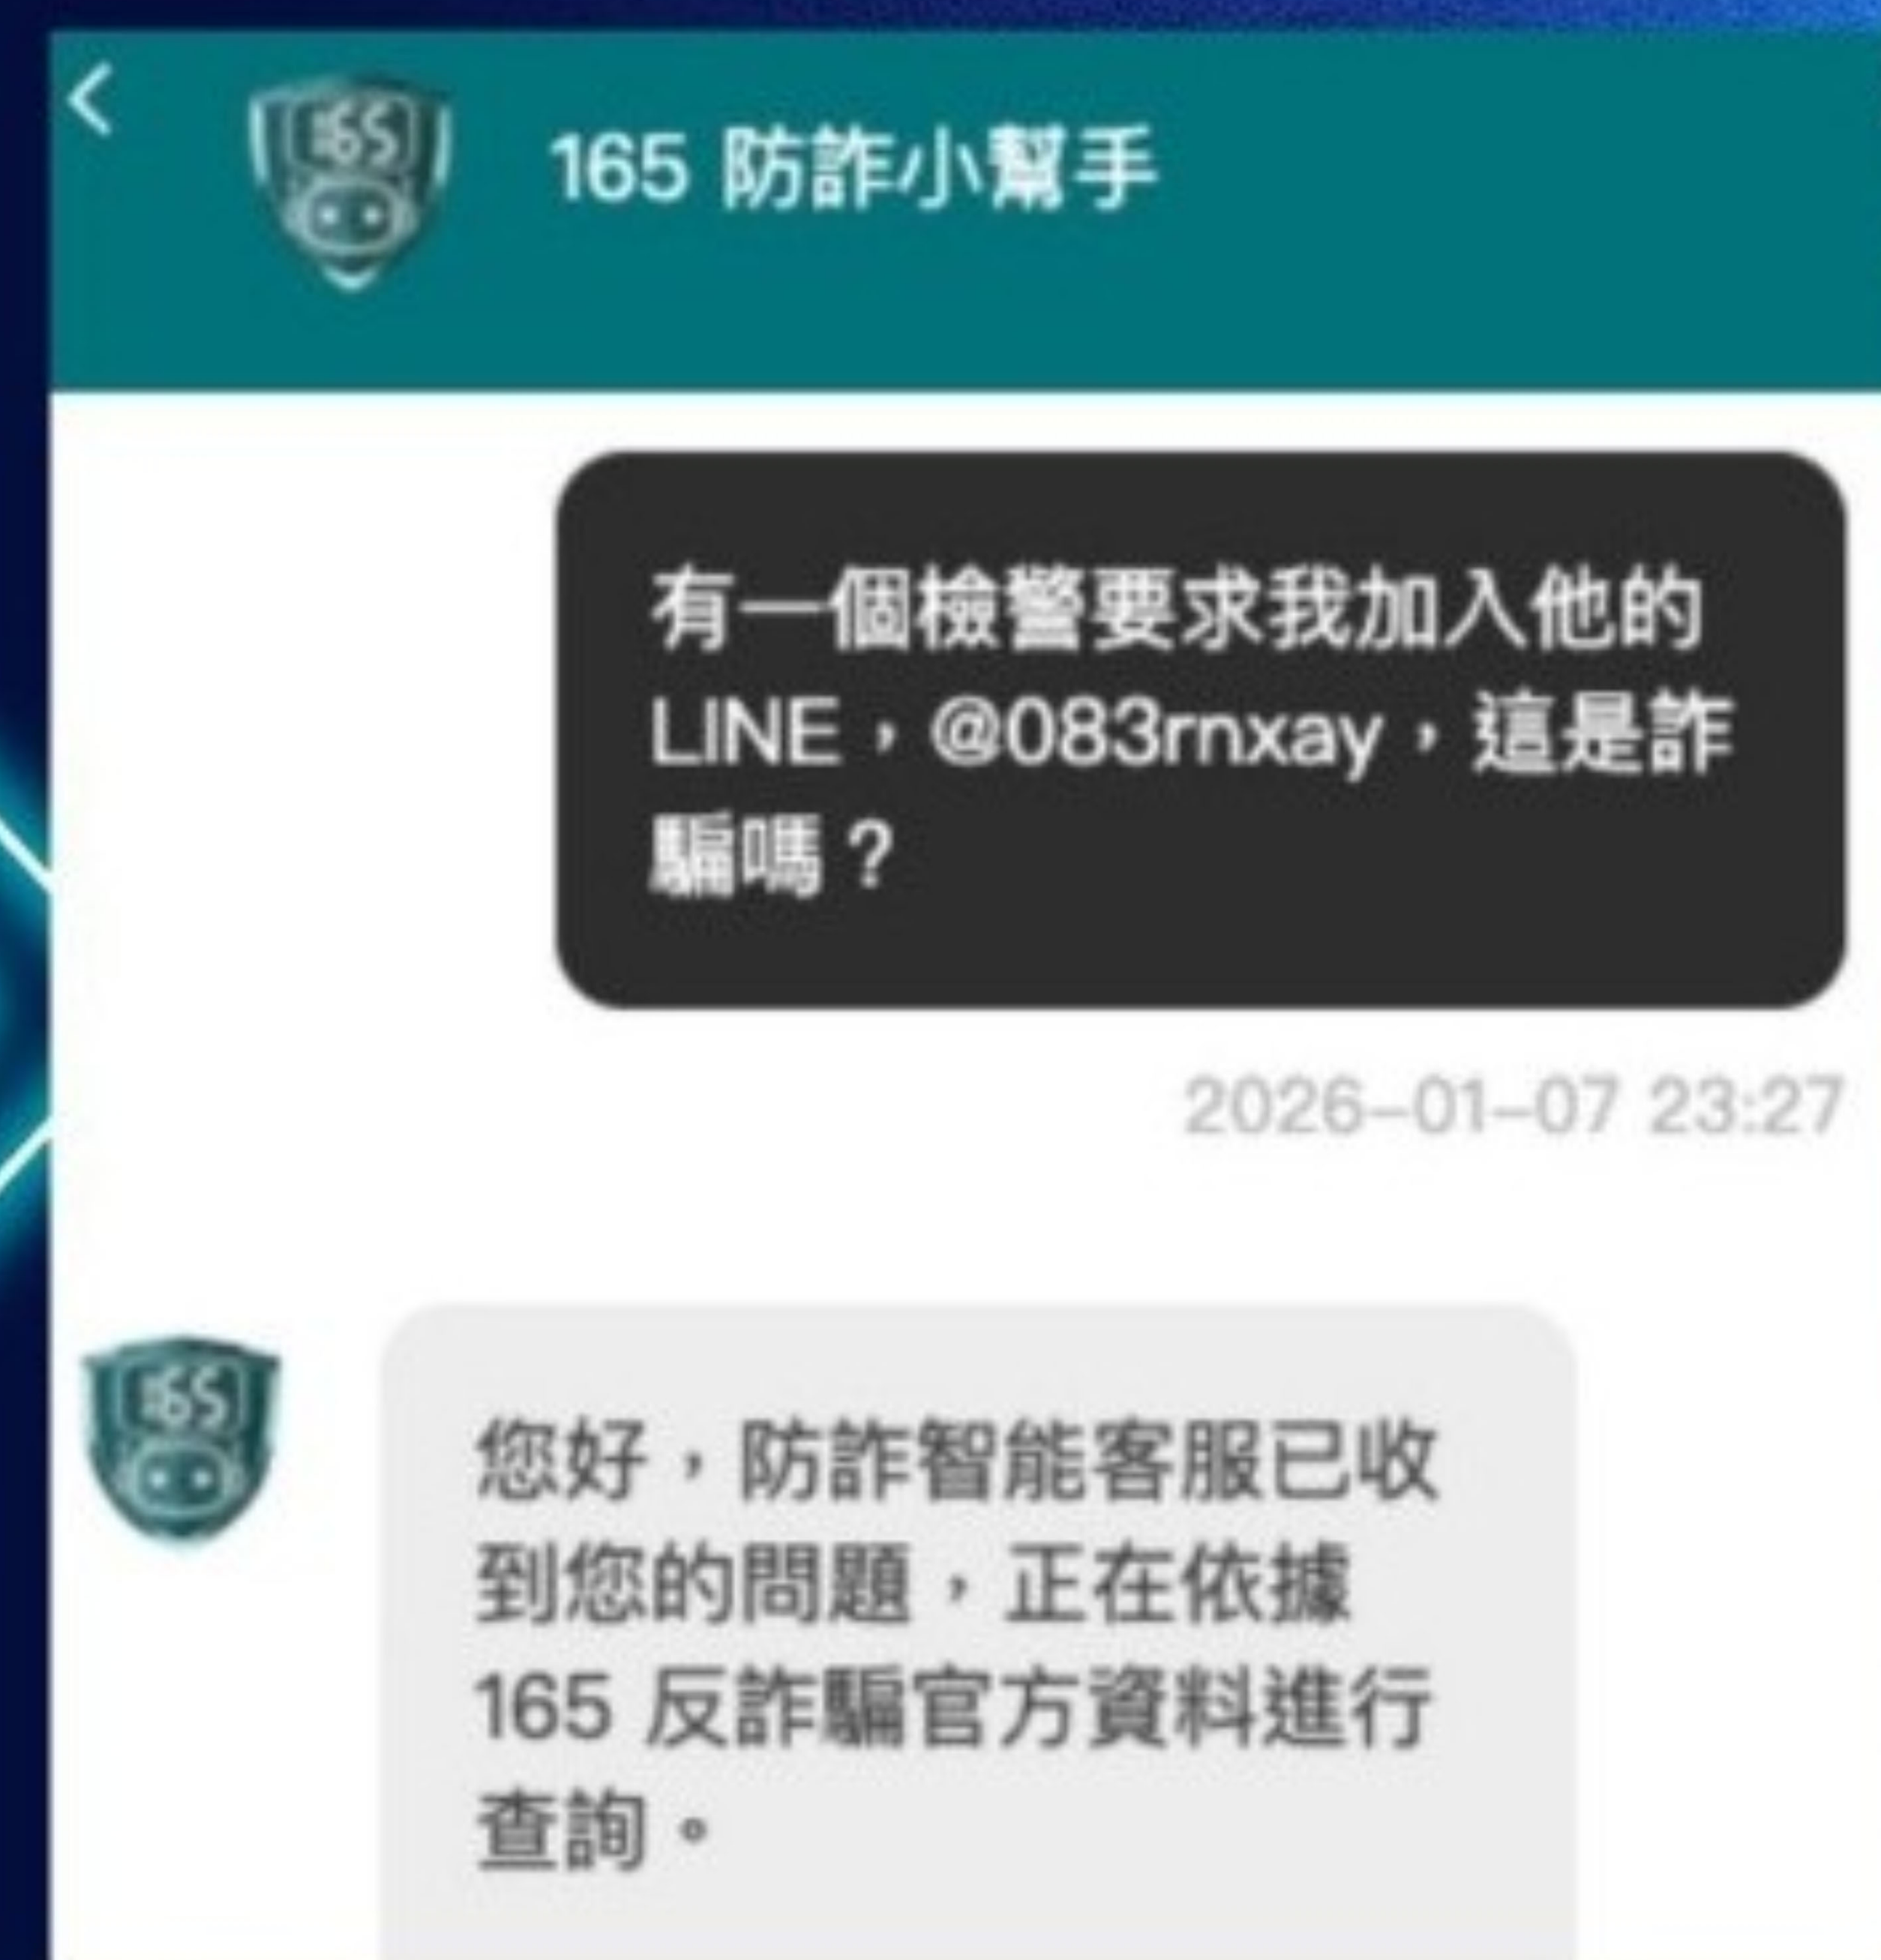 165
165 防詐小幫手
有一個檢警要求我加入他的
LINE，@083rnxay，這是詐
騙嗎？
2026-01-07 23:27
165
您好，防詐智能客服已收
到您的問題，正在依據
165 反詐騙官方資料進行
查詢。